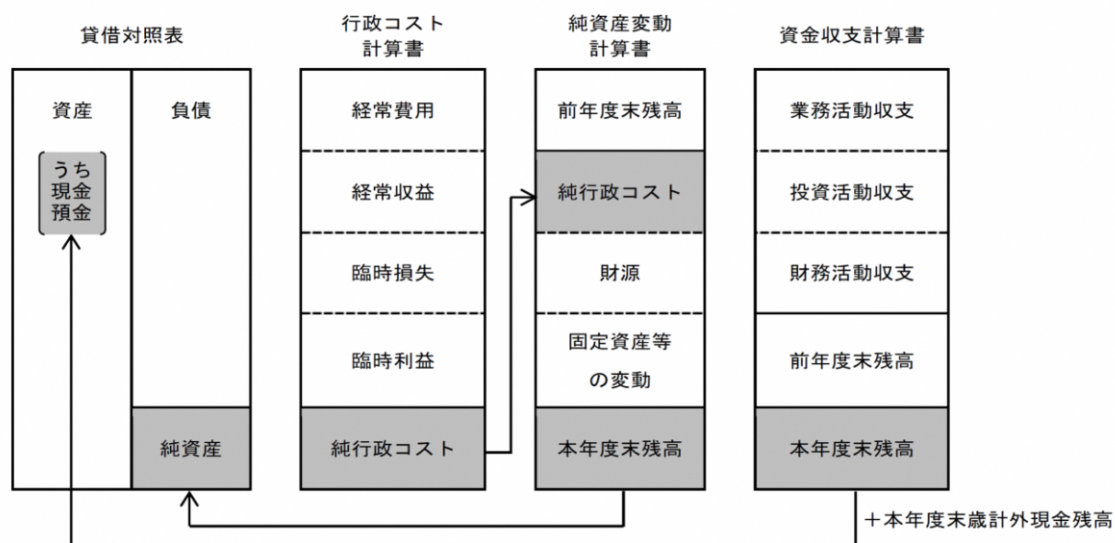 貸借対照表
資産
うち
現金
預金
負債
純資産
行政コスト
計算書
経常費用
経常収益
臨時損失
臨時利益
純行政コスト
純資産変動
計算書
前年度末残高
純行政コスト
財源
固定資産等
の変動
本年度末残高
資金収支計算書
業務活動収支
投資活動収支
財務活動収支
前年度末残高
本年度末残高
＋本年度末歳計外現金残高